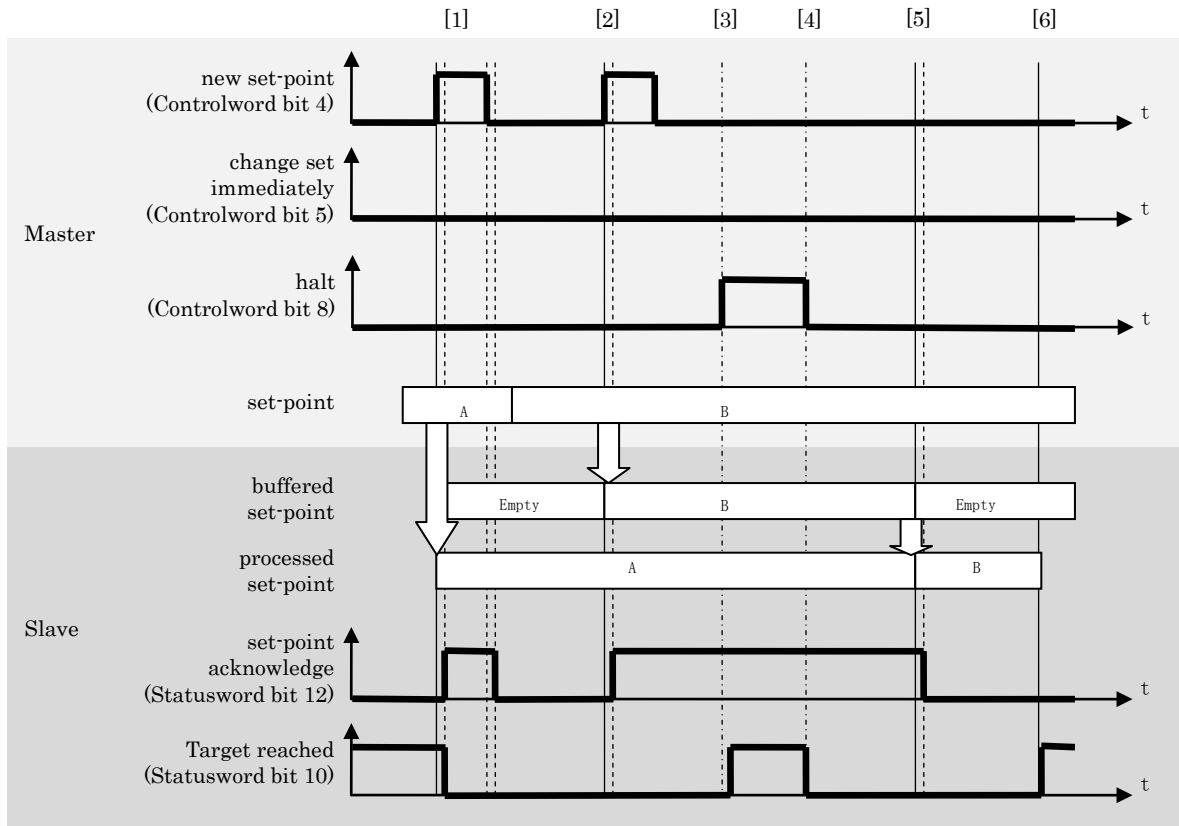 [1] [2] [3] [4] [5] [6]
new set-point
(Controlword bit 4)
t
change set
immediately
(Controlword bit 5)
t
Master
halt
(Controlword bit 8)
t
set-point
A
B
buffered
set-point
Empty
B
Empty
processed
set-point
A
B
Slave
set-point
acknowledge
(Statusword bit 12)
t
Target reached
(Statusword bit 10)
t